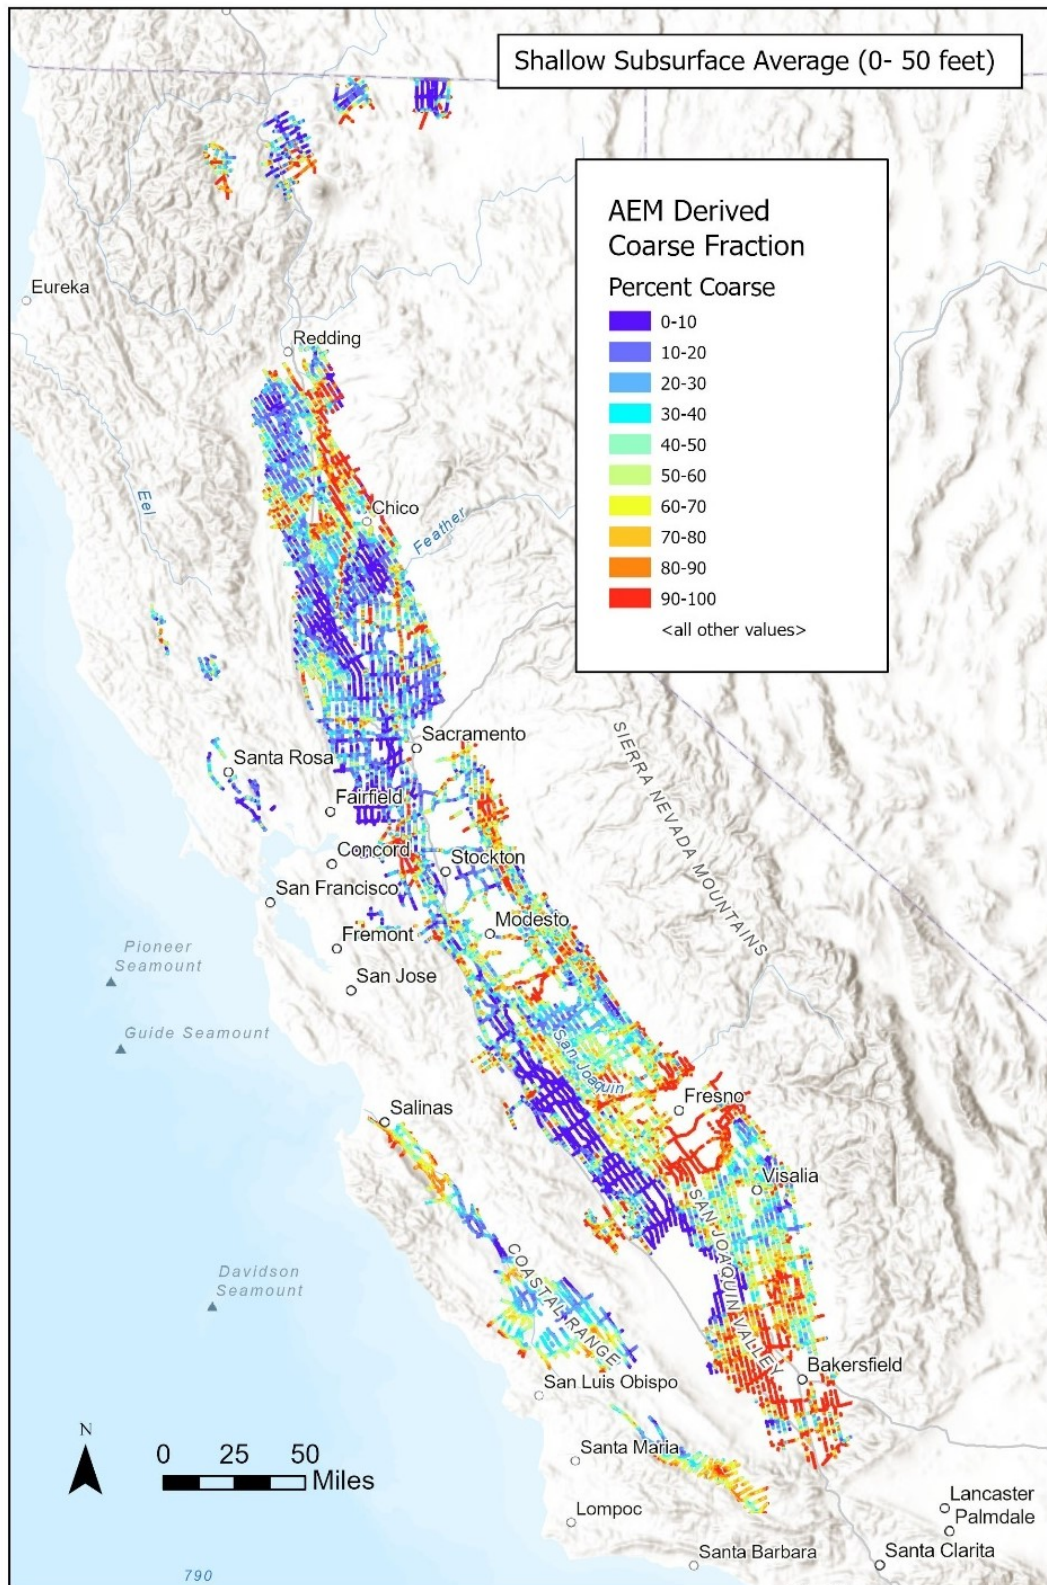 Shallow Subsurface Average (0- 50 feet)
AEM Derived
Coarse Fraction
Percent Coarse
0-10
10-20
20-30
30-40
40-50
50-60
60-70
70-80
80-90
90-100
<all other values>
Eureka
Redding
Eel
Chico
Feather
Sacramento
SIERRA NEVADA MOUNTAINS
Santa Rosa
Fairfield
Concord
Stockton
San Francisco
Modesto
Fremont
Pioneer
Seamount
San Jose
Guide Seamount
San Joaquin
Fresno
Salinas
Visalia
SAN JOAQUIN VALLEY
COASTAL RANGE
Davidson
Seamount
Bakersfield
San Luis Obispo
N
0 25 50
Miles
Santa Maria
Lancaster
Palmdale
Lompoc
Santa Barbara
Santa Clarita
790